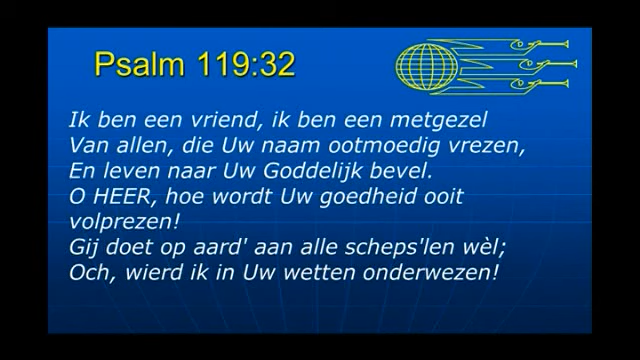 Psalm 119:32
Ik ben een vriend, ik ben een metgezel
Van allen, die Uw naam ootmoedig vrezen,
En leven naar Uw Goddelijk bevel.
O HEER, hoe wordt Uw goedheid ooit
volprezen!
Gij doet op aard' aan alle scheps'len wèl;
Och, wierd ik in Uw wetten onderwezen!